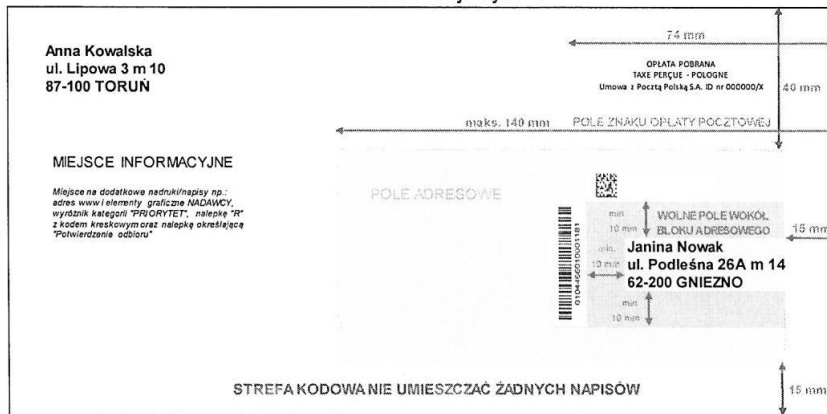 Anna Kowalska
ul. Lipowa 3 m 10
87-100 TORUŃ
74 mm
OPŁATA POBRANA
TAXE PERÇUE - POLOGNE
Umowa z Pocztą Polską S.A. ID nr 000000/X
40 mm
maks. 140 mm
POLE ZNAKU OPŁATY POCZTOWEJ
MIEJSCE INFORMACYJNE
Miejsce na dodatkowe nadruki/napisy np.:
adres www i elementy graficzne NADAWCY,
wyróżnik kategorii "PRIORYTET", nalepkę "R"
z kodem kreskowym oraz nalepkę określającą
"Potwierdzenie odbioru"
POLE ADRESOWE
min
10 mm
WOLNE POLE WOKÓŁ
BLOKU ADRESOWEGO
15 mm
min.
10 mm
Janina Nowak
ul. Podleśna 26A m 14
62-200 GNIEZNO
min
10 mm
STREFA KODOWA NIE UMIESZCZAĆ ŻADNYCH NAPISÓW
15 mm